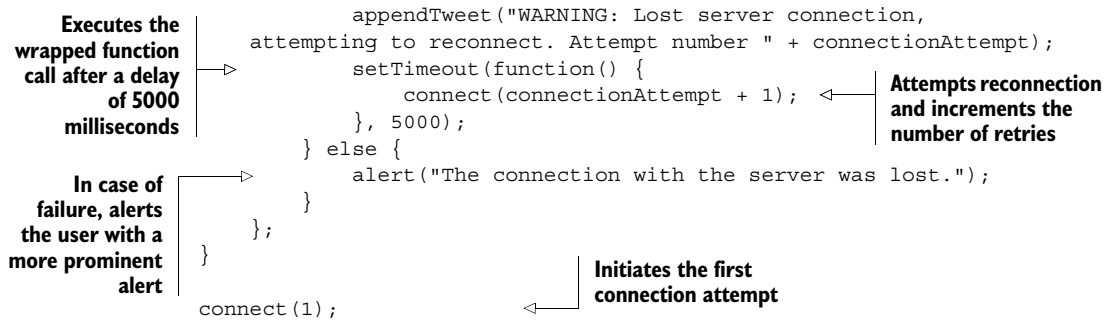 Executes the
wrapped function
call after a delay
of 5000
milliseconds
appendTweet("WARNING: Lost server connection,
attempting to reconnect. Attempt number " + connectionAttempt);
setTimeout(function() {
connect(connectionAttempt + 1);
}, 5000);
Attempts reconnection
and increments the
number of retries
} else {
alert("The connection with the server was lost.");
}
};
}
In case of
failure, alerts
the user with a
more prominent
alert
connect(1);
Initiates the first
connection attempt